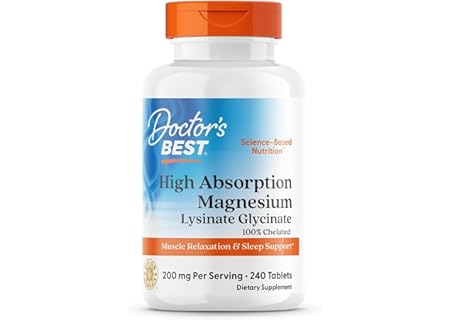 Doctor's
BEST®
Science-Based
Nutrition™
High Absorption
Magnesium
Lysinate Glycinate
100% Chelated
Muscle Relaxation & Sleep Support*
200 mg Per Serving • 240 Tablets
Dietary Supplement